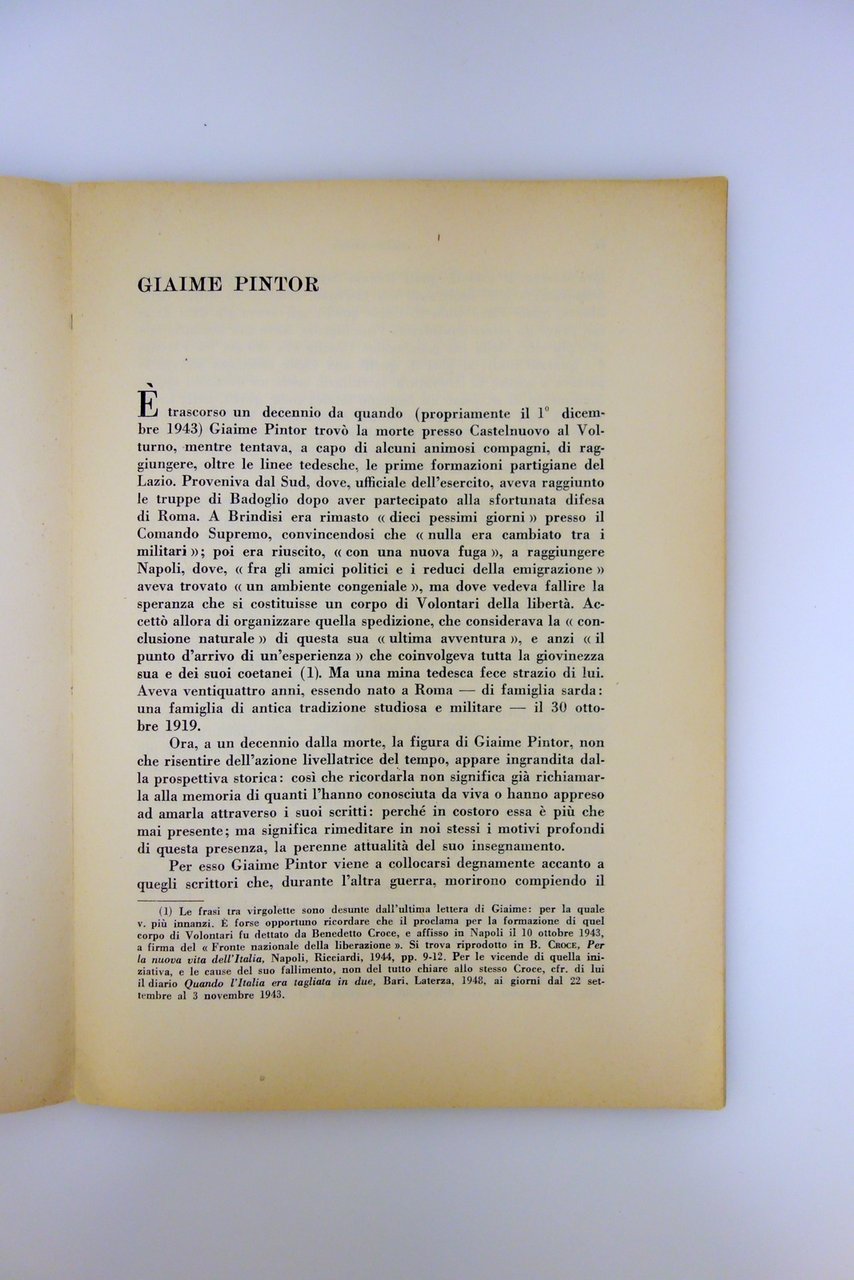 GIAIME PINTOR
È trascorso un decennio da quando (propriamente il 1° dicem-
bre 1943) Giaime Pintor trovò la morte presso Castelnuovo al Vol-
turno, mentre tentava, a capo di alcuni animosi compagni, di rag-
giungere, oltre le linee tedesche, le prime formazioni partigiane del
Lazio. Proveniva dal Sud, dove, ufficiale dell'esercito, aveva raggiunto
le truppe di Badoglio dopo aver partecipato alla sfortunata difesa
di Roma. A Brindisi era rimasto « dieci pessimi giorni » presso il
Comando Supremo, convincendosi che « nulla era cambiato tra i
militari »; poi era riuscito, « con una nuova fuga », a raggiungere
Napoli, dove, « fra gli amici politici e i reduci della emigrazione »
aveva trovato « un ambiente congeniale », ma dove vedeva fallire la
speranza che si costituisse un corpo di Volontari della libertà. Ac-
cettò allora di organizzare quella spedizione, che considerava la « con-
clusione naturale » di questa sua « ultima avventura », e anzi « il
punto d'arrivo di un'esperienza » che coinvolgeva tutta la giovinezza
sua e dei suoi coetanei (1). Ma una mina tedesca fece strazio di lui.
Aveva ventiquattro anni, essendo nato a Roma — di famiglia sarda:
una famiglia di antica tradizione studiosa e militare — il 30 otto-
bre 1919.
Ora, a un decennio dalla morte, la figura di Giaime Pintor, non
che risentire dell'azione livellatrice del tempo, appare ingrandita dal-
la prospettiva storica: così che ricordarla non significa già richiamar-
la alla memoria di quanti l'hanno conosciuta da viva o hanno appreso
ad amarla attraverso i suoi scritti: perché in costoro essa è più che
mai presente; ma significa rimeditare in noi stessi i motivi profondi
di questa presenza, la perenne attualità del suo insegnamento.
Per esso Giaime Pintor viene a collocarsi degnamente accanto a
quegli scrittori che, durante l'altra guerra, morirono compiendo il
(1) Le frasi tra virgolette sono desunte dall'ultima lettera di Giaime: per la quale
v. più innanzi. È forse opportuno ricordare che il proclama per la formazione di quel
corpo di Volontari fu dettato da Benedetto Croce, e affisso in Napoli il 10 ottobre 1943,
a firma del « Fronte nazionale della liberazione ». Si trova riprodotto in B. CROCE, Per
la nuova vita dell'Italia, Napoli, Ricciardi, 1944, pp. 9-12. Per le vicende di quella ini-
ziativa, e le cause del suo fallimento, non del tutto chiare allo stesso Croce, cfr. di lui
il diario Quando l'Italia era tagliata in due, Bari, Laterza, 1948, ai giorni dal 22 set-
tembre al 3 novembre 1943.